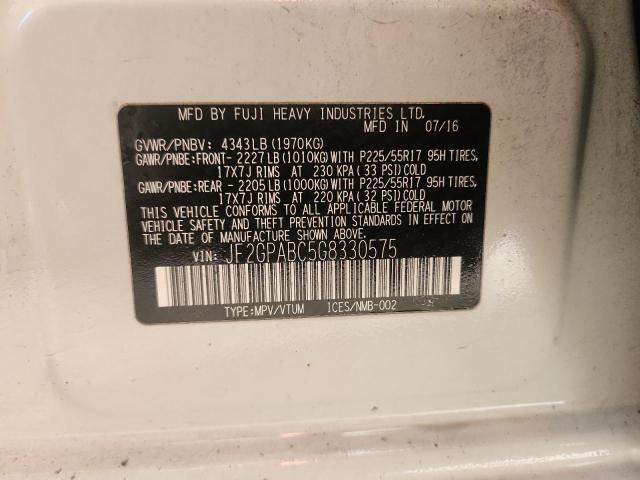 MFD BY FUJI HEAVY INDUSTRIES LTD.
MFD IN 07/16
GVWR/PNBV: 4343LB (1970KG)
GAWR/PNBE:FRONT- 2227LB (1010KG) WITH P225/55R17 95H TIRES,
17X7J RIMS AT 230 KPA (33 PSI) COLD
GAWR/PNBE:REAR - 2205LB (1000KG) WITH P225/55R17 95H TIRES,
17X7J RIMS AT 220 KPA (32 PSI) COLD
THIS VEHICLE CONFORMS TO ALL APPLICABLE FEDERAL MOTOR
VEHICLE SAFETY AND THEFT PREVENTION STANDARDS
IN EFFECT ON THE DATE OF MANUFACTURE SHOWN ABOVE.
VIN: JF2GPABC5G8330575
TYPE:MPV/VTUM ICES/NMB-002